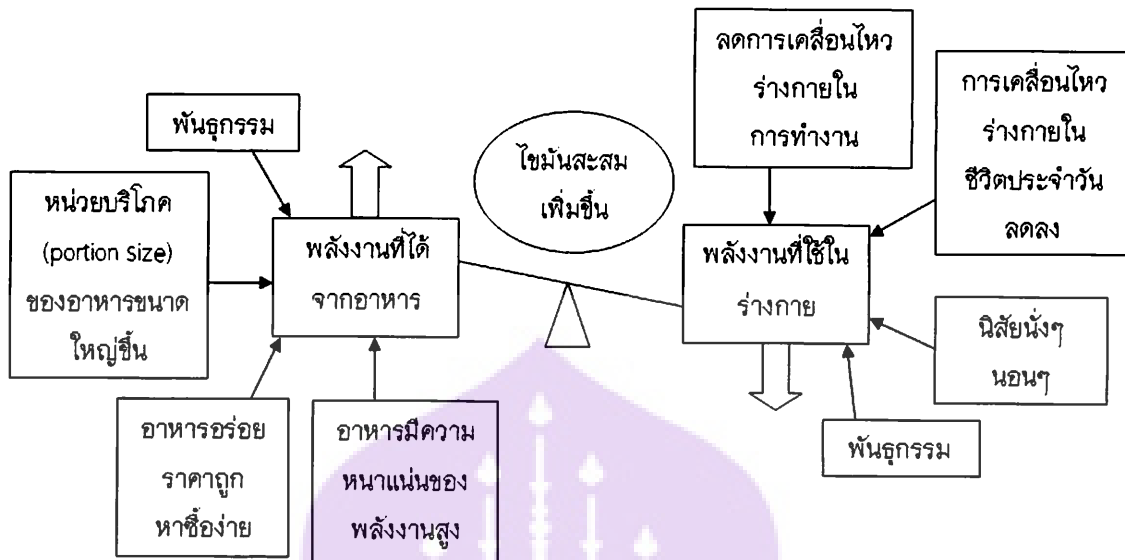 พันธุกรรม
หน่วยบริโภค
(portion size)
ของอาหารขนาด
ใหญ่ขึ้น
พลังงานที่ได้
จากอาหาร
อาหารอร่อย
ราคาถูก
หาซื้อง่าย
อาหารมีความ
หนาแน่นของ
พลังงานสูง
ไขมันสะสม
เพิ่มขึ้น
ลดการเคลื่อนไหว
ร่างกายใน
การทำงาน
การเคลื่อนไหว
ร่างกายใน
ชีวิตประจำวัน
ลดลง
พลังงานที่ใช้ใน
ร่างกาย
นิสัยนั่งๆ
นอนๆ
พันธุกรรม